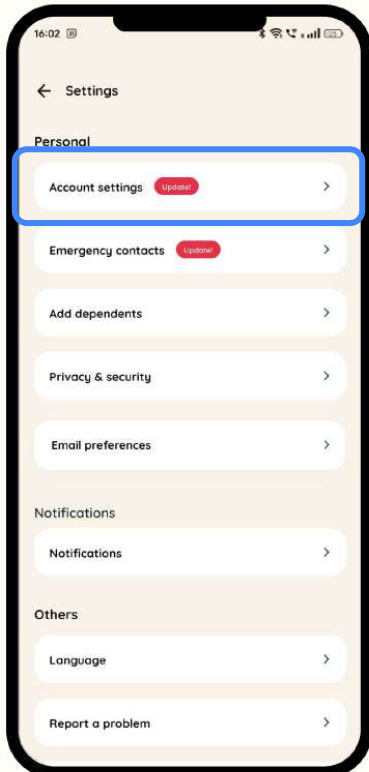 16:02
Settings
Personal
Account settings Update!
Emergency contacts Update!
Add dependents
Privacy & security
Email preferences
Notifications
Notifications
Others
Language
Report a problem